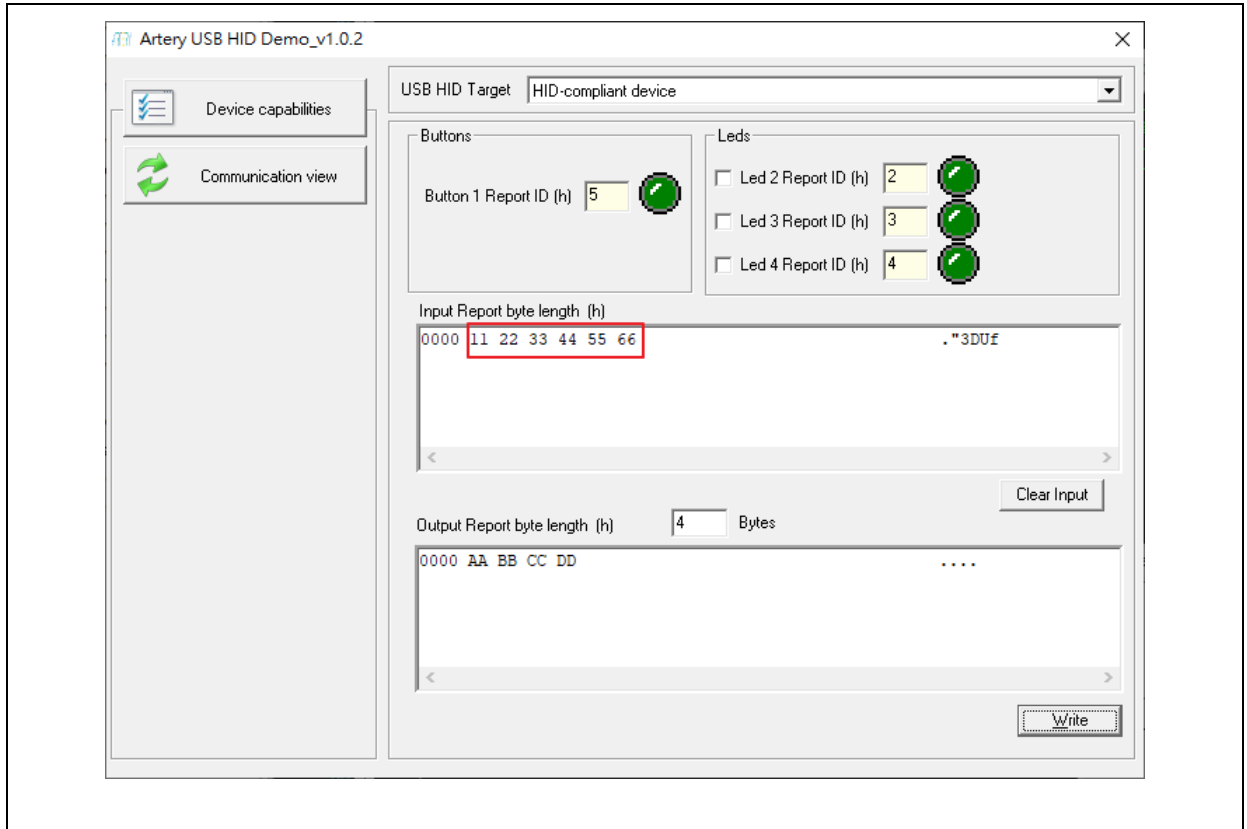 Artery USB HID Demo_v1.0.2
Device capabilities
Communication view
USB HID Target HID-compliant device
Buttons
Button 1 Report ID (h) 5
Leds
Led 2 Report ID (h) 2
Led 3 Report ID (h) 3
Led 4 Report ID (h) 4
Input Report byte length (h)
0000 11 22 33 44 55 66 ."3DUf
Clear Input
Output Report byte length (h) 4 Bytes
0000 AA BB CC DD ....
Write